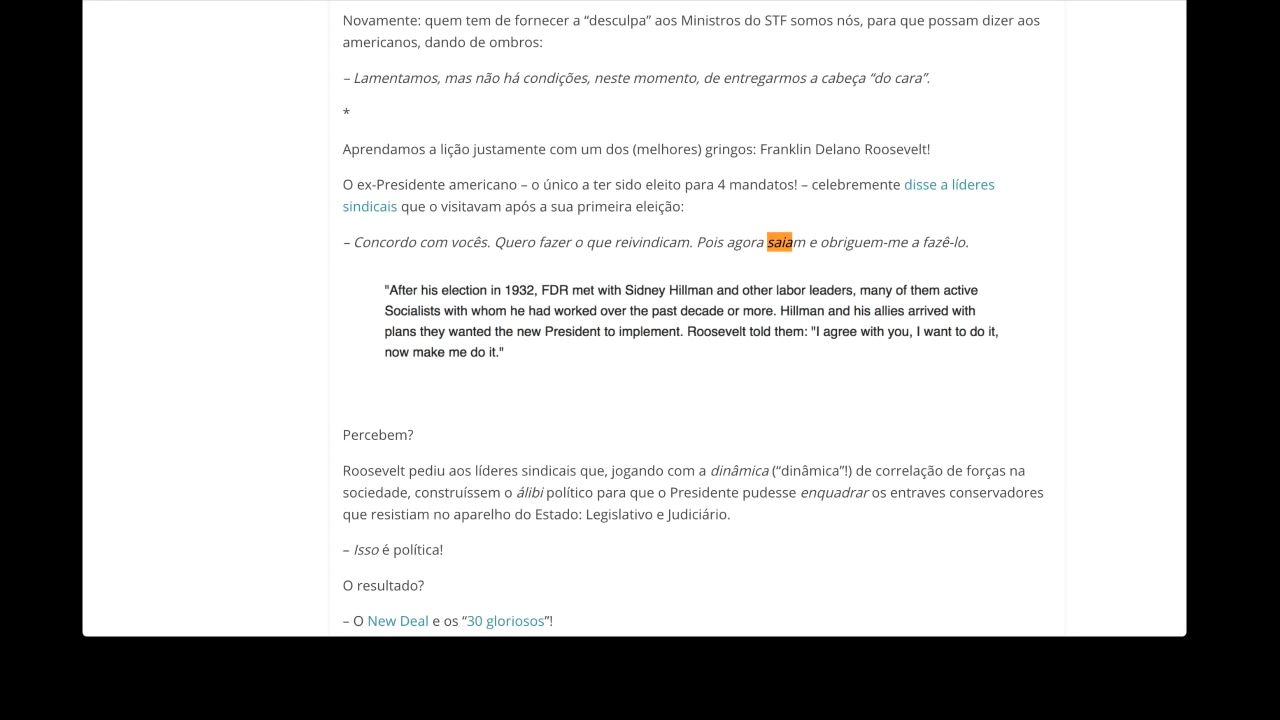 Novamente: quem tem de fornecer a “desculpa” aos Ministros do STF somos nós, para que possam dizer aos
americanos, dando de ombros:
– Lamentamos, mas não há condições, neste momento, de entregarmos a cabeça “do cara”.
*
Aprendamos a lição justamente com um dos (melhores) gringos: Franklin Delano Roosevelt!
O ex-Presidente americano – o único a ter sido eleito para 4 mandatos! – celebremente disse a líderes
sindicais que o visitavam após a sua primeira eleição:
– Concordo com vocês. Quero fazer o que reivindicam. Pois agora saiam e obriguem-me a fazê-lo.
"After his election in 1932, FDR met with Sidney Hillman and other labor leaders, many of them active
Socialists with whom he had worked over the past decade or more. Hillman and his allies arrived with
plans they wanted the new President to implement. Roosevelt told them: "I agree with you, I want to do it,
now make me do it."
Percebem?
Roosevelt pediu aos líderes sindicais que, jogando com a dinâmica (“dinâmica”!) de correlação de forças na
sociedade, construíssem o álibi político para que o Presidente pudesse enquadrar os entraves conservadores
que resistiam no aparelho do Estado: Legislativo e Judiciário.
– Isso é política!
O resultado?
– O New Deal e os “30 gloriosos”!